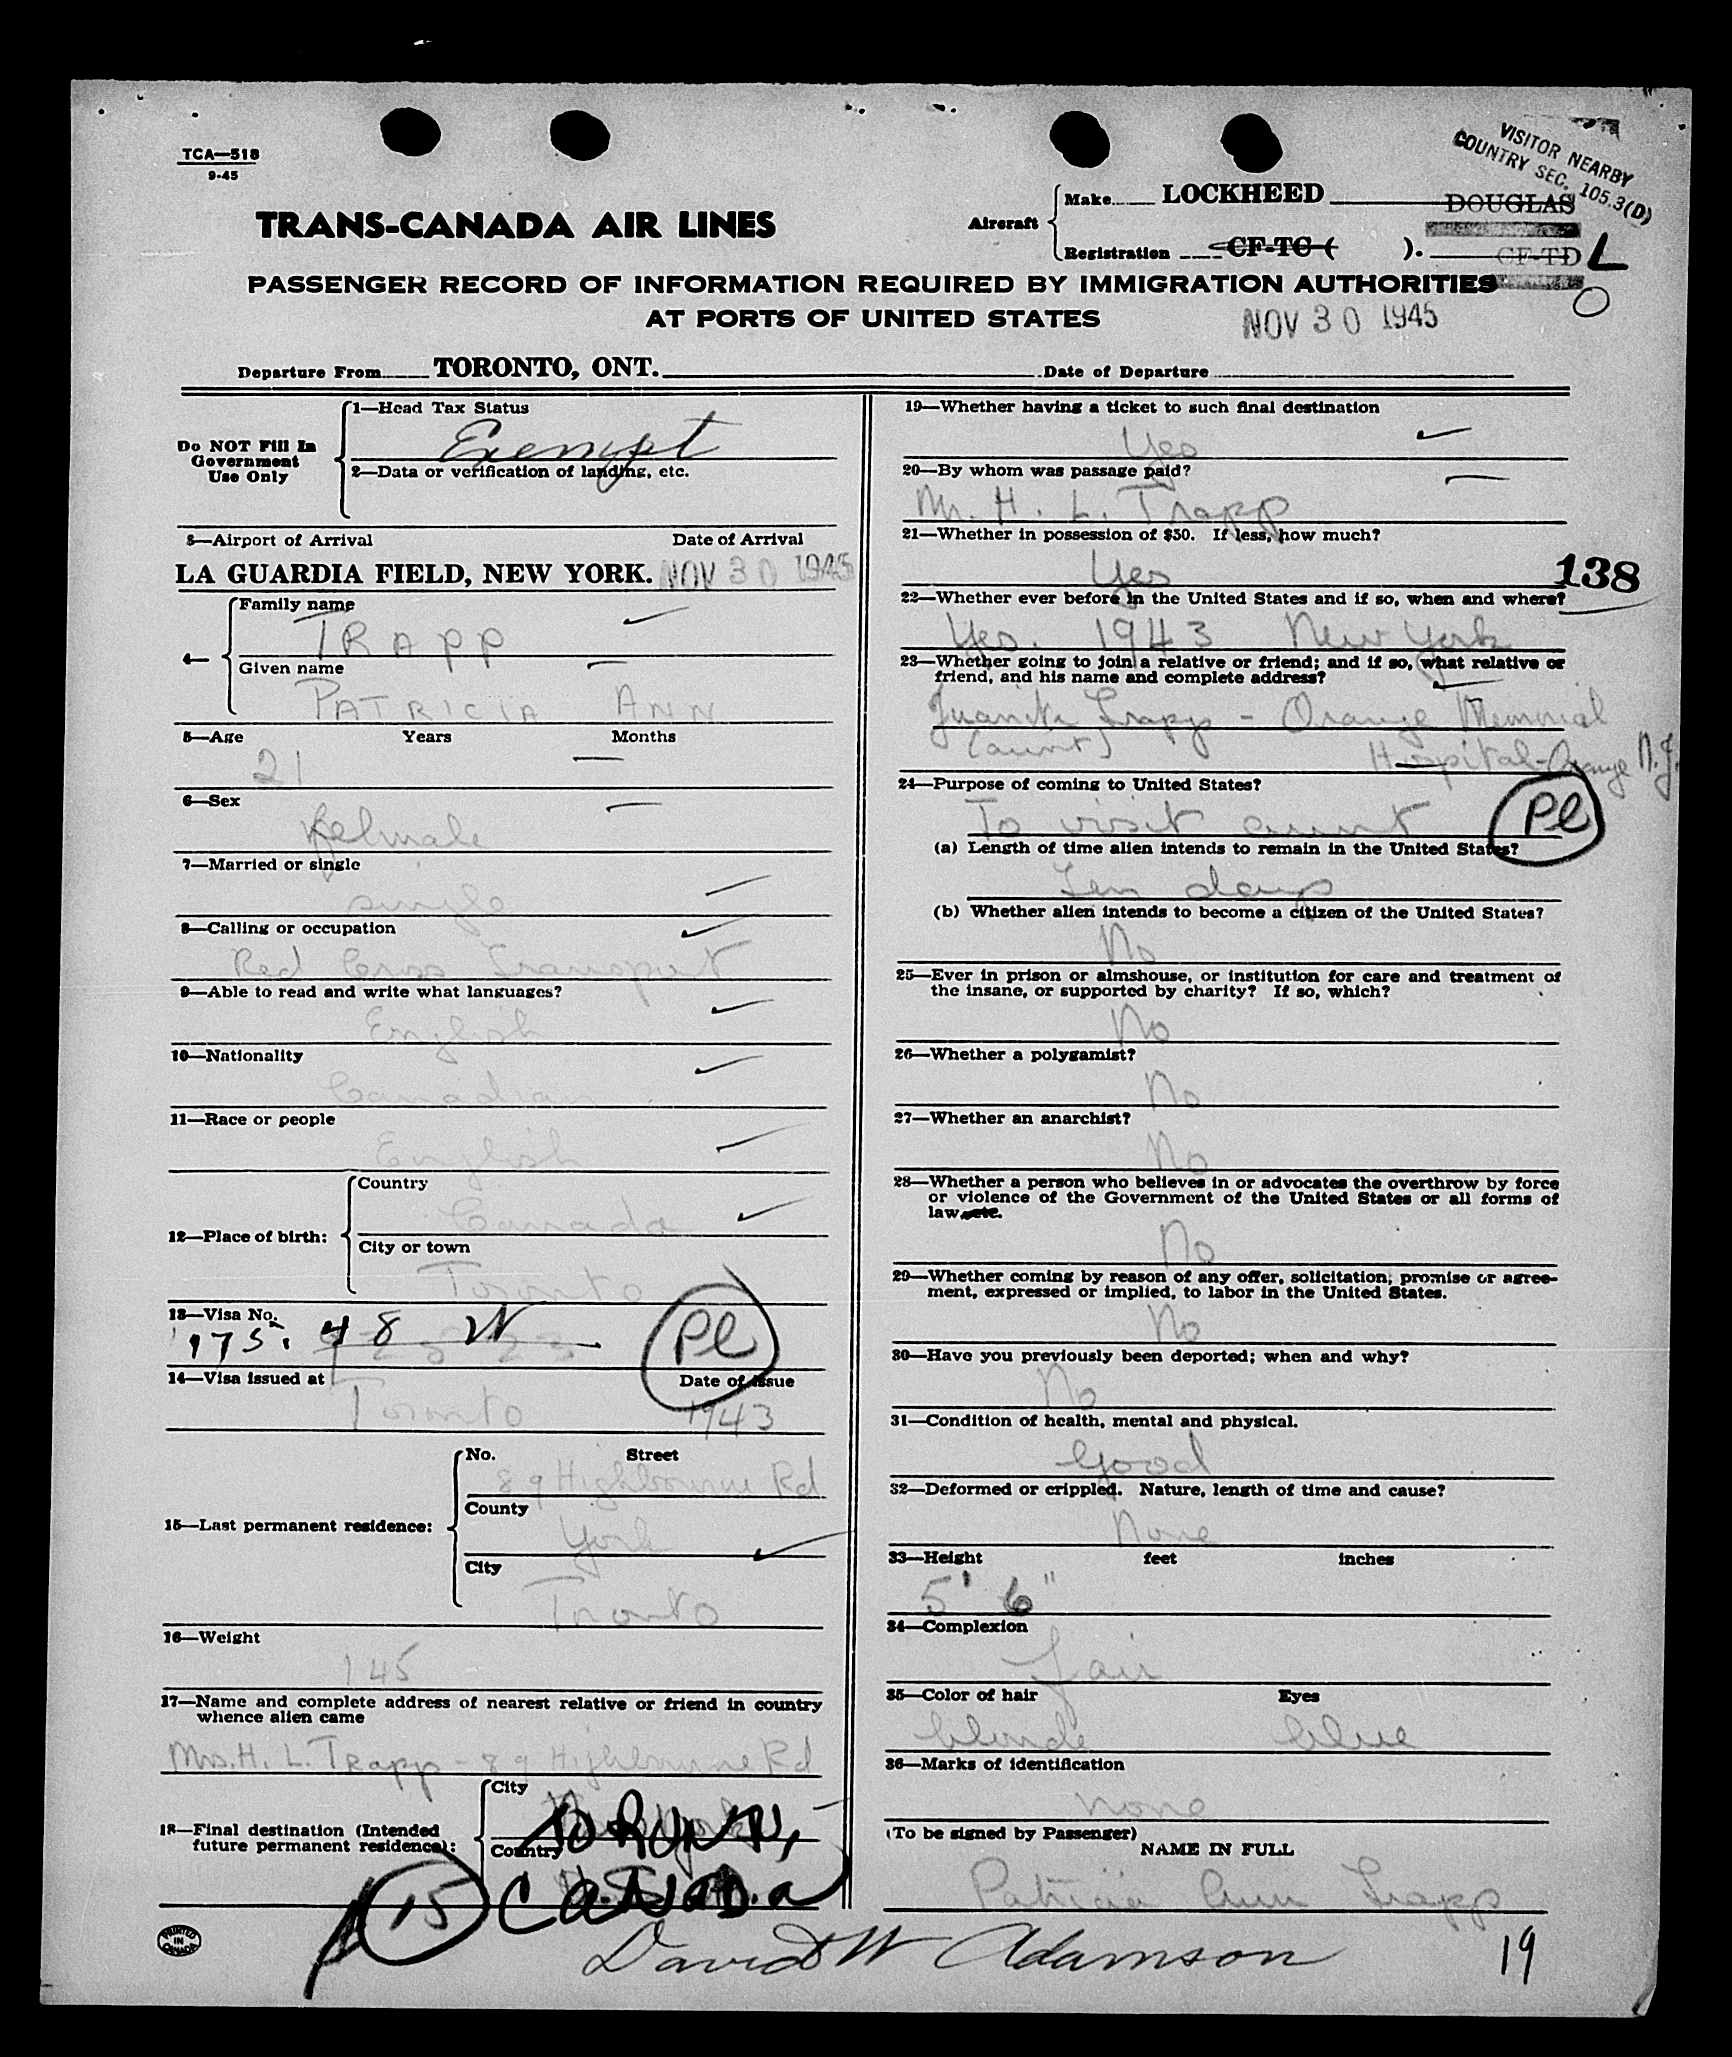 TCA—518
9-45
VISITOR NEARBY
COUNTRY SEC. 105.3(D)
TRANS-CANADA AIR LINES
Aircraft
Make LOCKHEED DOUGLAS
Registration CF-TC ( ). CF-TD L
PASSENGER RECORD OF INFORMATION REQUIRED BY IMMIGRATION AUTHORITIES
AT PORTS OF UNITED STATES
NOV 30 1945
Departure From TORONTO, ONT. Date of Departure
Do NOT Fill In
Government
Use Only
1—Head Tax Status
Exempt
2—Data or verification of landing, etc.
3—Airport of Arrival Date of Arrival
LA GUARDIA FIELD, NEW YORK. NOV 30 1945
4—
Family name
TRAPP
Given name
PATRICIA ANN
5—Age Years Months
21
6—Sex
7—Married or single
single
8—Calling or occupation
Red Cross Transport
9—Able to read and write what languages?
English
10—Nationality
Canadian
11—Race or people
English
12—Place of birth:
Country
Canada
City or town
Toronto
13—Visa No.
175. 48 W
Pl
14—Visa issued at Date of Issue
Toronto 1943
15—Last permanent residence:
No. Street
89 Highbourne Rd
County
York
City
Toronto
16—Weight
145
17—Name and complete address of nearest relative or friend in country
whence alien came
Mrs. H. L. Trapp - 89 Highbourne Rd
18—Final destination (Intended
future permanent residence):
City
TORONTO,
Country
CANADA
15
PRINTED
IN
CANADA
19—Whether having a ticket to such final destination
Yes
20—By whom was passage paid?
Mr. H. L. Trapp
21—Whether in possession of $50. If less, how much?
Yes
138
22—Whether ever before in the United States and if so, when and where?
Yes. 1943 New York
23—Whether going to join a relative or friend; and if so, what relative or
friend, and his name and complete address?
Juanita Trapp - Orange Memorial
(aunt) Hospital - Orange N.J.
24—Purpose of coming to United States?
To visit aunt
Pl
(a) Length of time alien intends to remain in the United States?
Ten days
(b) Whether alien intends to become a citizen of the United States?
No
25—Ever in prison or almshouse, or institution for care and treatment of
the insane, or supported by charity? If so, which?
No
26—Whether a polygamist?
No
27—Whether an anarchist?
No
28—Whether a person who believes in or advocates the overthrow by force
or violence of the Government of the United States or all forms of
law, etc.
No
29—Whether coming by reason of any offer, solicitation, promise or agree-
ment, expressed or implied, to labor in the United States.
No
30—Have you previously been deported; when and why?
No
31—Condition of health, mental and physical.
Good
32—Deformed or crippled. Nature, length of time and cause?
None
33—Height feet inches
5' 6"
34—Complexion
Fair
35—Color of hair Eyes
blonde blue
36—Marks of identification
none
(To be signed by Passenger)
NAME IN FULL
Patricia Ann Trapp
David W Adamson
19